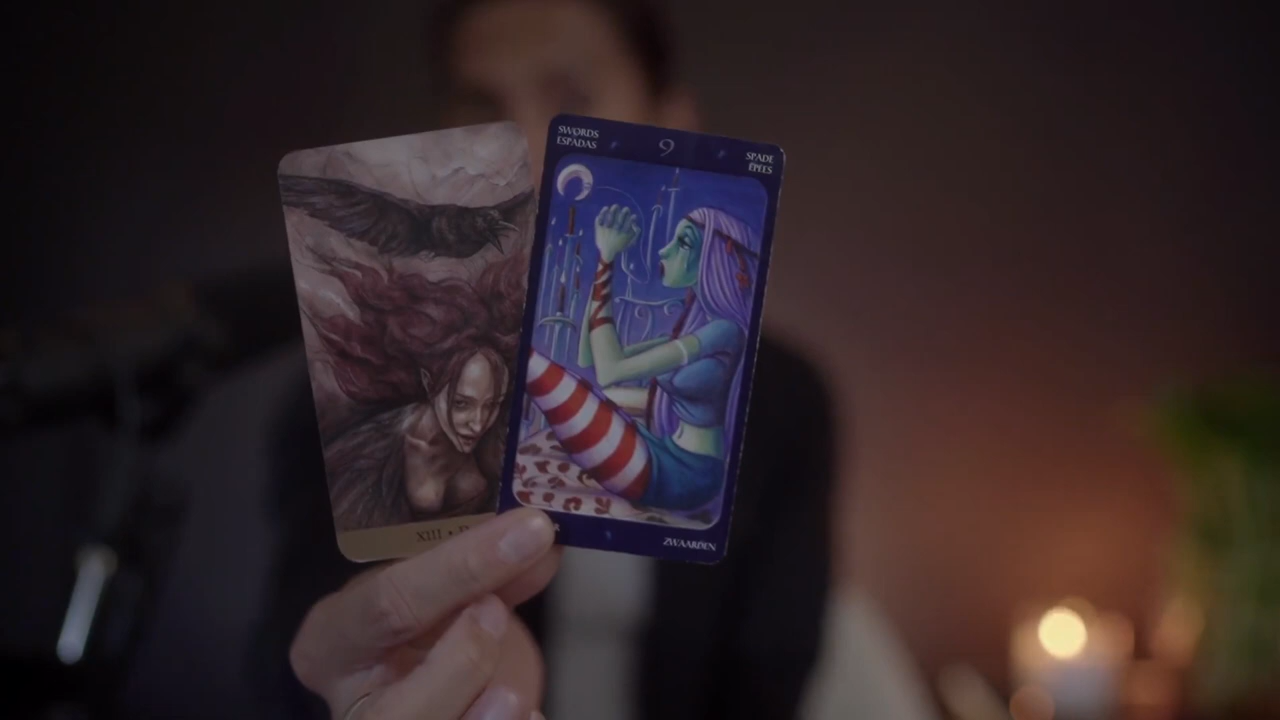 SWORDS
ESPADAS
9
SPADE
ÉPÉES
XIII •
ZWAARDEN